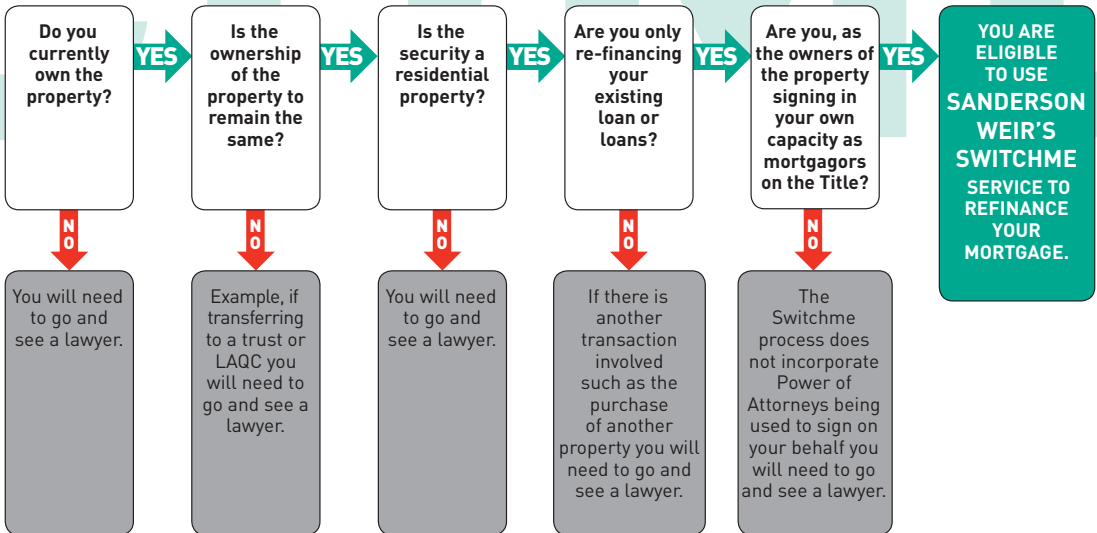 Do you
currently
own the
property?
YES
Is the
ownership
of the
property to
remain the
same?
YES
Is the
security a
residential
property?
YES
Are you only
re-financing
your
existing
loan or
loans?
YES
Are you, as
the owners of
the property
signing in
your own
capacity as
mortgagors
on the Title?
YES
YOU ARE
ELIGIBLE
TO USE
SANDERSON
WEIR'S
SWITCHME
SERVICE TO
REFINANCE
YOUR
MORTGAGE.
NO
NO
NO
NO
NO
You will need
to go and
see a lawyer.
Example, if
transferring
to a trust or
LAQC you
will need to
go and see a
lawyer.
You will need
to go and
see a lawyer.
If there is
another
transaction
involved
such as the
purchase
of another
property you will
need to go and
see a lawyer.
The
Switchme
process does
not incorporate
Power of
Attorneys being
used to sign on
your behalf you
will need to go
and see a lawyer.